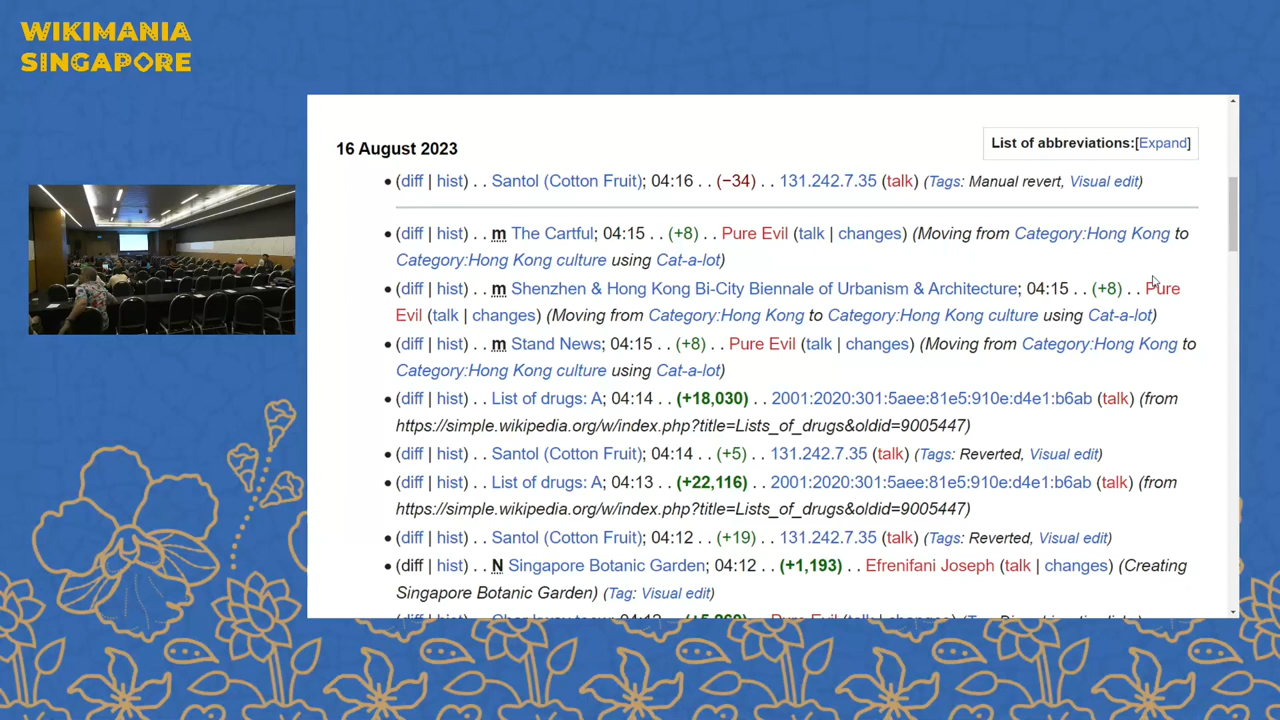 WIKIMANIA
SINGAPORE
List of abbreviations:[Expand]
16 August 2023
• (diff | hist) . . Santol (Cotton Fruit); 04:16 . . (−34) . . 131.242.7.35 (talk) (Tags: Manual revert, Visual edit)
• (diff | hist) . . m The Cartful; 04:15 . . (+8) . . Pure Evil (talk | changes) (Moving from Category:Hong Kong to
Category:Hong Kong culture using Cat-a-lot)
• (diff | hist) . . m Shenzhen & Hong Kong Bi-City Biennale of Urbanism & Architecture; 04:15 . . (+8) . . Pure
Evil (talk | changes) (Moving from Category:Hong Kong to Category:Hong Kong culture using Cat-a-lot)
• (diff | hist) . . m Stand News; 04:15 . . (+8) . . Pure Evil (talk | changes) (Moving from Category:Hong Kong to
Category:Hong Kong culture using Cat-a-lot)
• (diff | hist) . . List of drugs: A; 04:14 . . (+18,030) . . 2001:2020:301:5aee:81e5:910e:d4e1:b6ab (talk) (from
https://simple.wikipedia.org/w/index.php?title=Lists_of_drugs&oldid=9005447)
• (diff | hist) . . Santol (Cotton Fruit); 04:14 . . (+5) . . 131.242.7.35 (talk) (Tags: Reverted, Visual edit)
• (diff | hist) . . List of drugs: A; 04:13 . . (+22,116) . . 2001:2020:301:5aee:81e5:910e:d4e1:b6ab (talk) (from
https://simple.wikipedia.org/w/index.php?title=Lists_of_drugs&oldid=9005447)
• (diff | hist) . . Santol (Cotton Fruit); 04:12 . . (+19) . . 131.242.7.35 (talk) (Tags: Reverted, Visual edit)
• (diff | hist) . . N Singapore Botanic Garden; 04:12 . . (+1,193) . . Efrenifani Joseph (talk | changes) (Creating
Singapore Botanic Garden) (Tag: Visual edit)